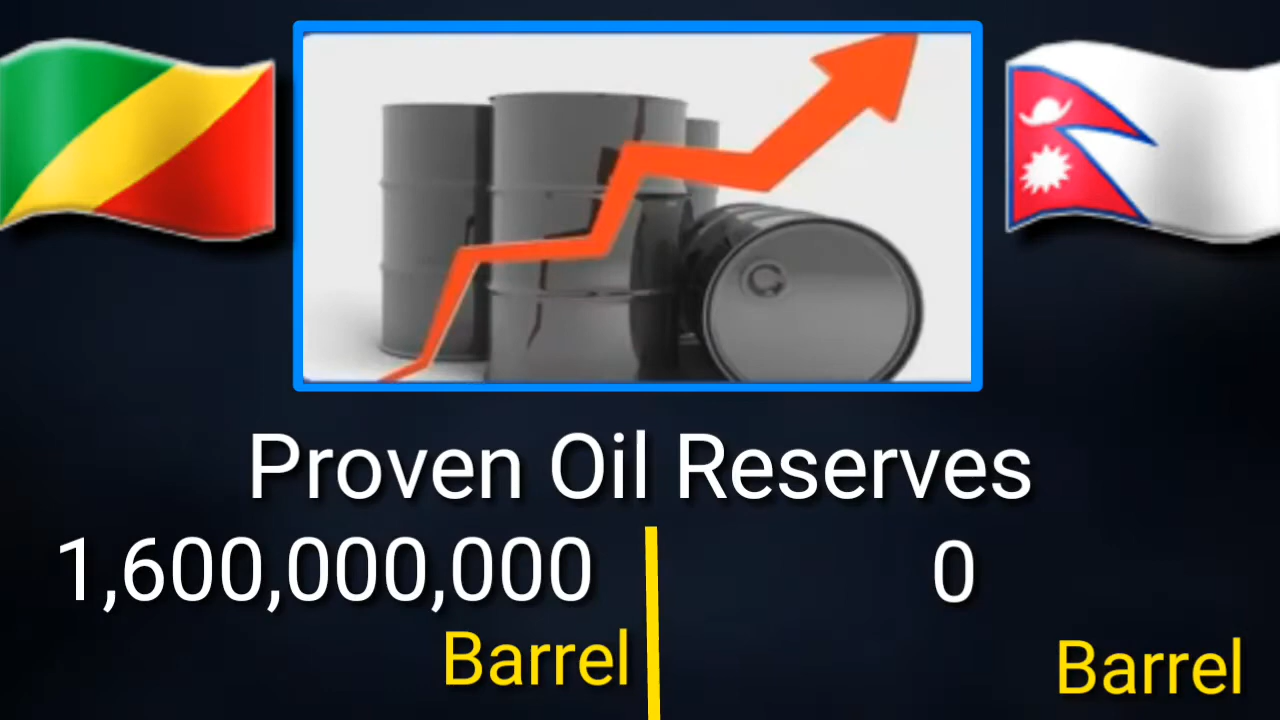 Proven Oil Reserves
1,600,000,000
0
Barrel
Barrel